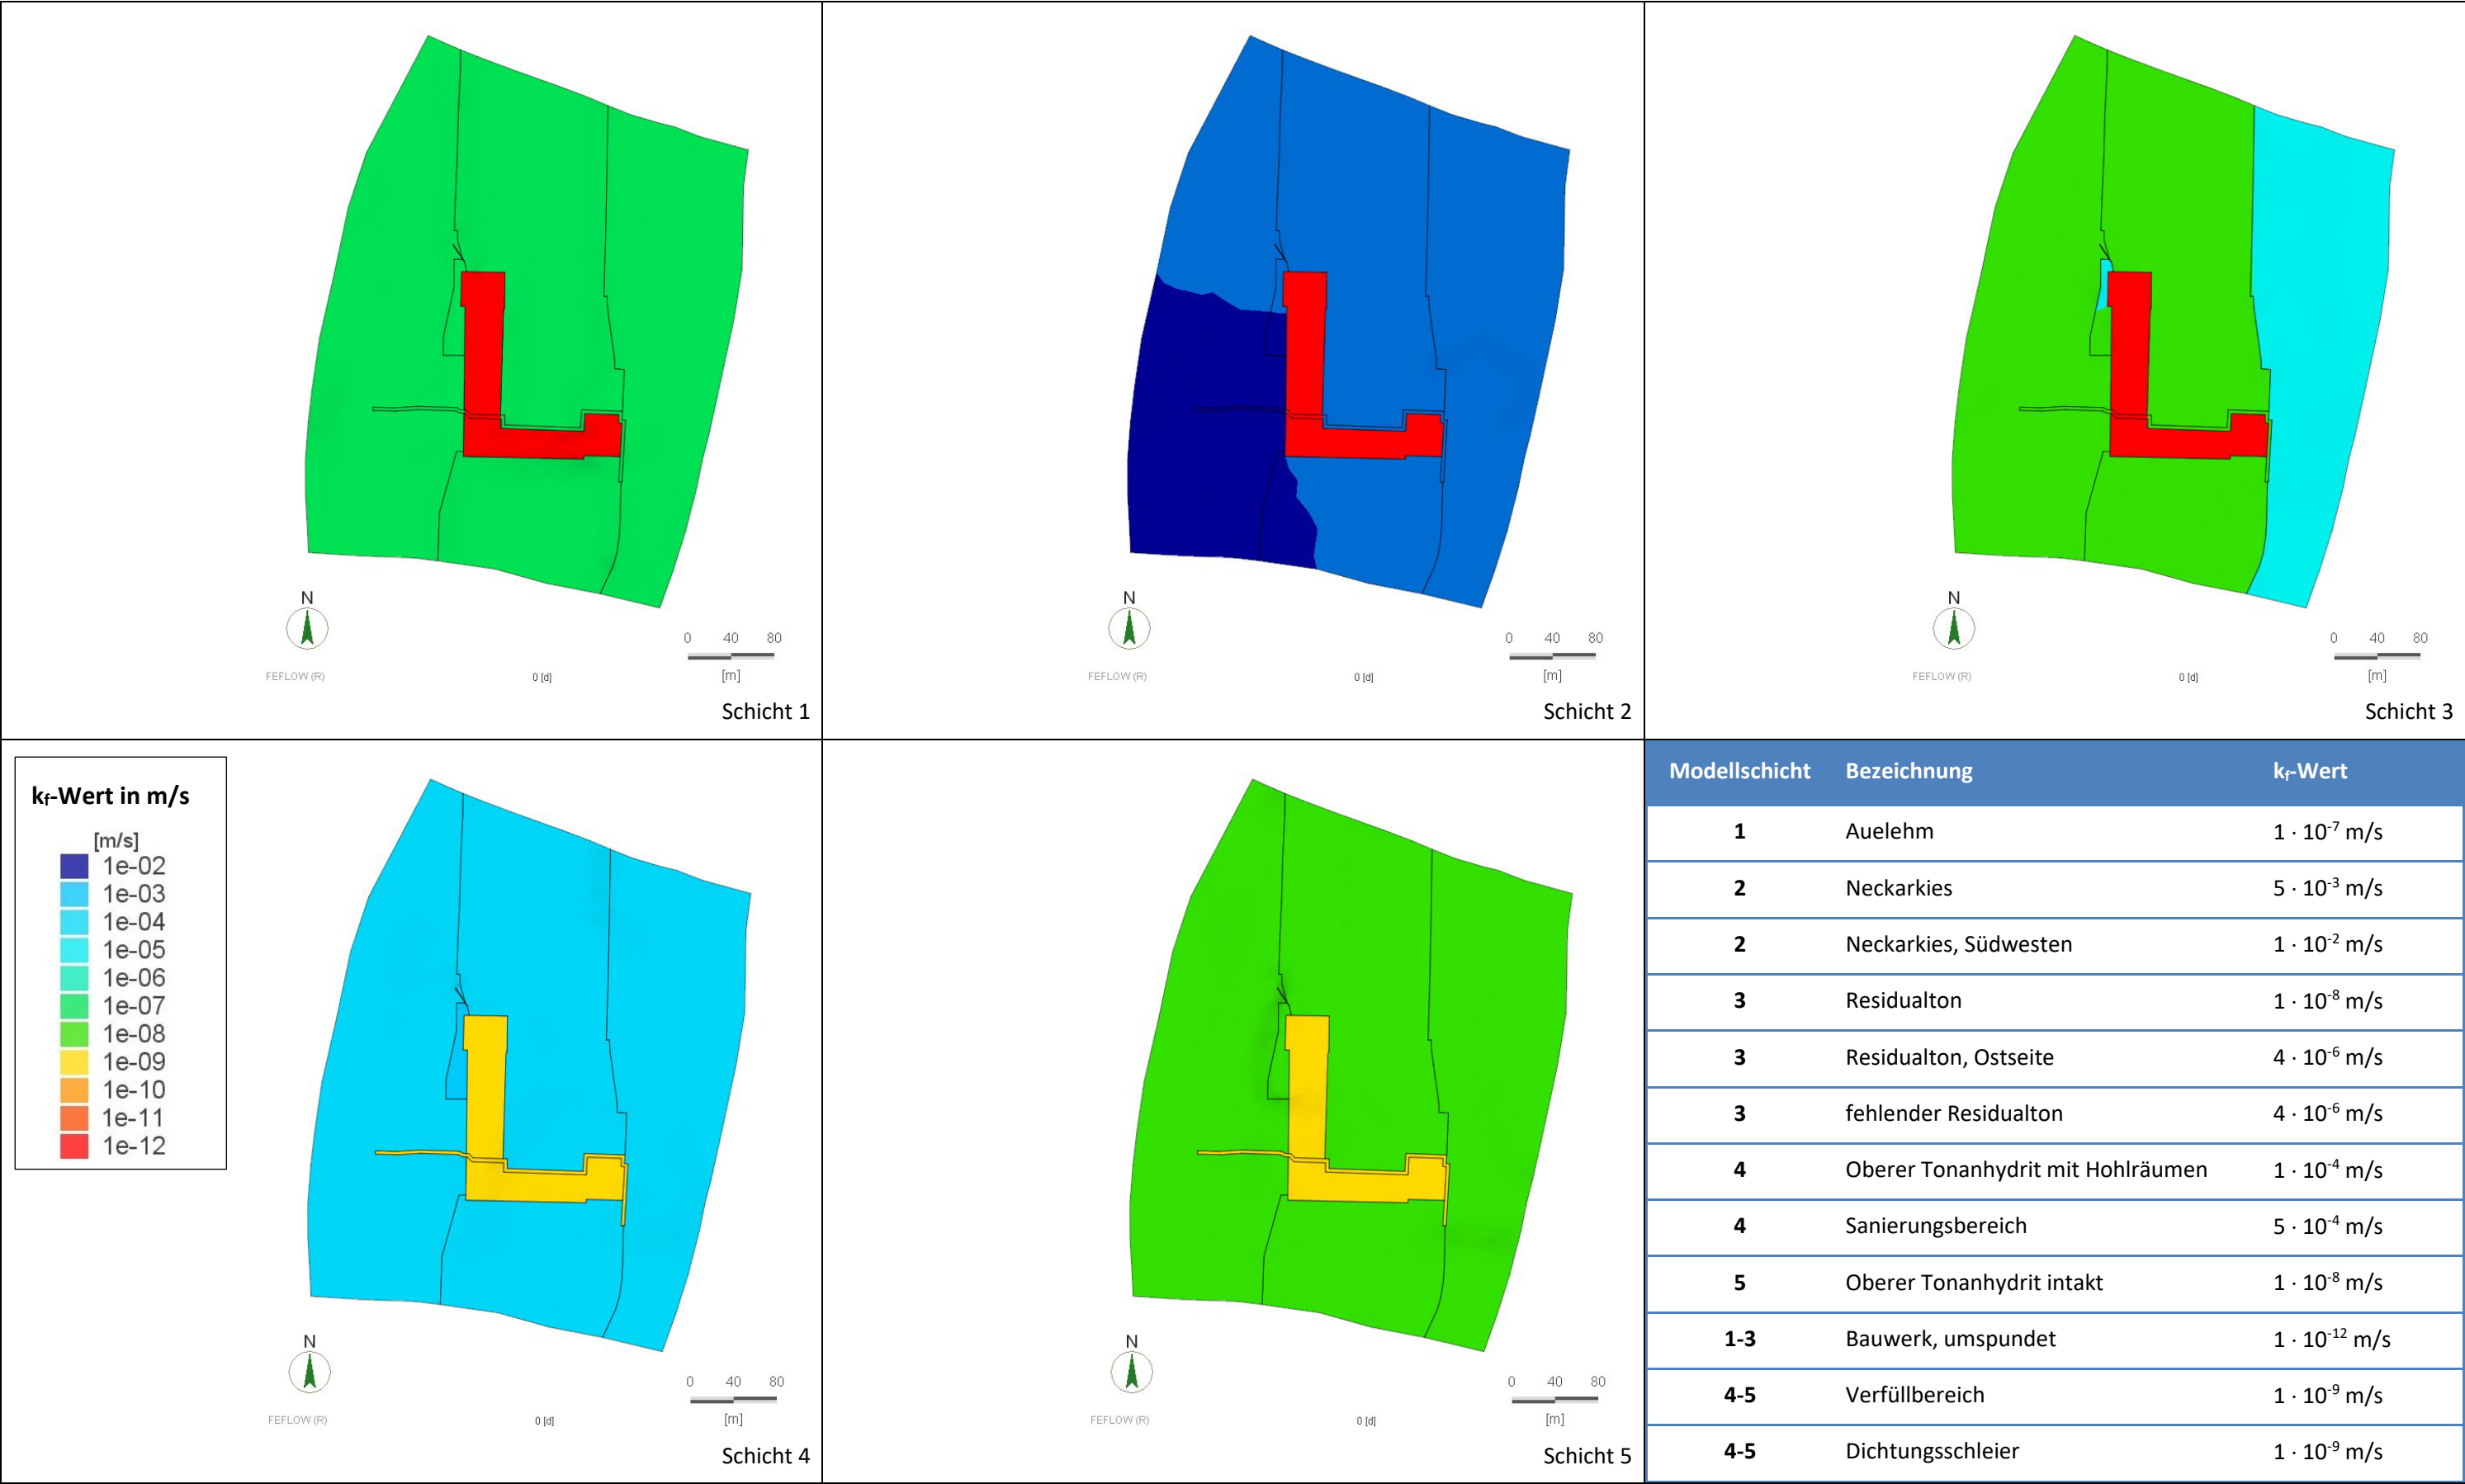 N
0 40 80
[m]
FEFLOW (R)
0 [d]
Schicht 1
N
0 40 80
[m]
FEFLOW (R)
0 [d]
Schicht 2
N
0 40 80
[m]
FEFLOW (R)
0 [d]
Schicht 3
kf-Wert in m/s
[m/s]
1e-02
1e-03
1e-04
1e-05
1e-06
1e-07
1e-08
1e-09
1e-10
1e-11
1e-12
N
0 40 80
[m]
FEFLOW (R)
0 [d]
Schicht 4
N
0 40 80
[m]
FEFLOW (R)
0 [d]
Schicht 5
Modellschicht Bezeichnung kf-Wert
1 Auelehm 1 · 10⁻⁷ m/s
2 Neckarkies 5 · 10⁻³ m/s
2 Neckarkies, Südwesten 1 · 10⁻² m/s
3 Residualton 1 · 10⁻⁸ m/s
3 Residualton, Ostseite 4 · 10⁻⁶ m/s
3 fehlender Residualton 4 · 10⁻⁶ m/s
4 Oberer Tonanhydrit mit Hohlräumen 1 · 10⁻⁴ m/s
4 Sanierungsbereich 5 · 10⁻⁴ m/s
5 Oberer Tonanhydrit intakt 1 · 10⁻⁸ m/s
1-3 Bauwerk, umspundet 1 · 10⁻¹² m/s
4-5 Verfüllbereich 1 · 10⁻⁹ m/s
4-5 Dichtungsschleier 1 · 10⁻⁹ m/s